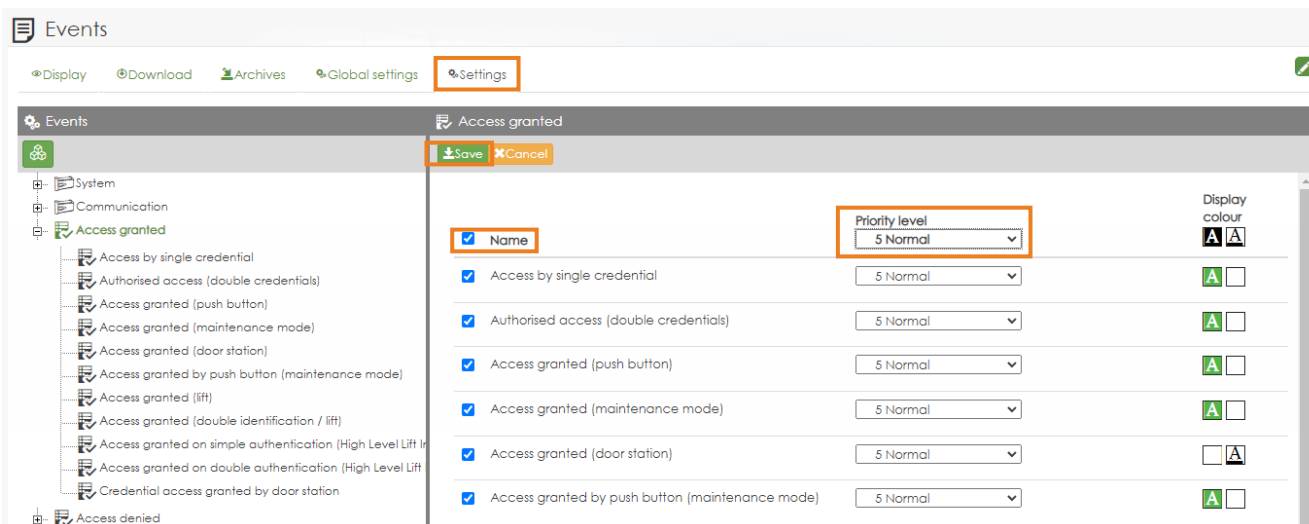 Events
Display Download Archives Global settings Settings
Events
System
Communication
Access granted
Access by single credential
Authorised access (double credentials)
Access granted (push button)
Access granted (maintenance mode)
Access granted (door station)
Access granted by push button (maintenance mode)
Access granted (lift)
Access granted (double identification / lift)
Access granted on simple authentication (High Level Lift In
Access granted on double authentication (High Level Lift
Credential access granted by door station
Access denied
Access granted
Save Cancel
Name Priority level Display
5 Normal colour
A A
Access by single credential 5 Normal A
Authorised access (double credentials) 5 Normal A
Access granted (push button) 5 Normal A
Access granted (maintenance mode) 5 Normal A
Access granted (door station) 5 Normal A
Access granted by push button (maintenance mode) 5 Normal A